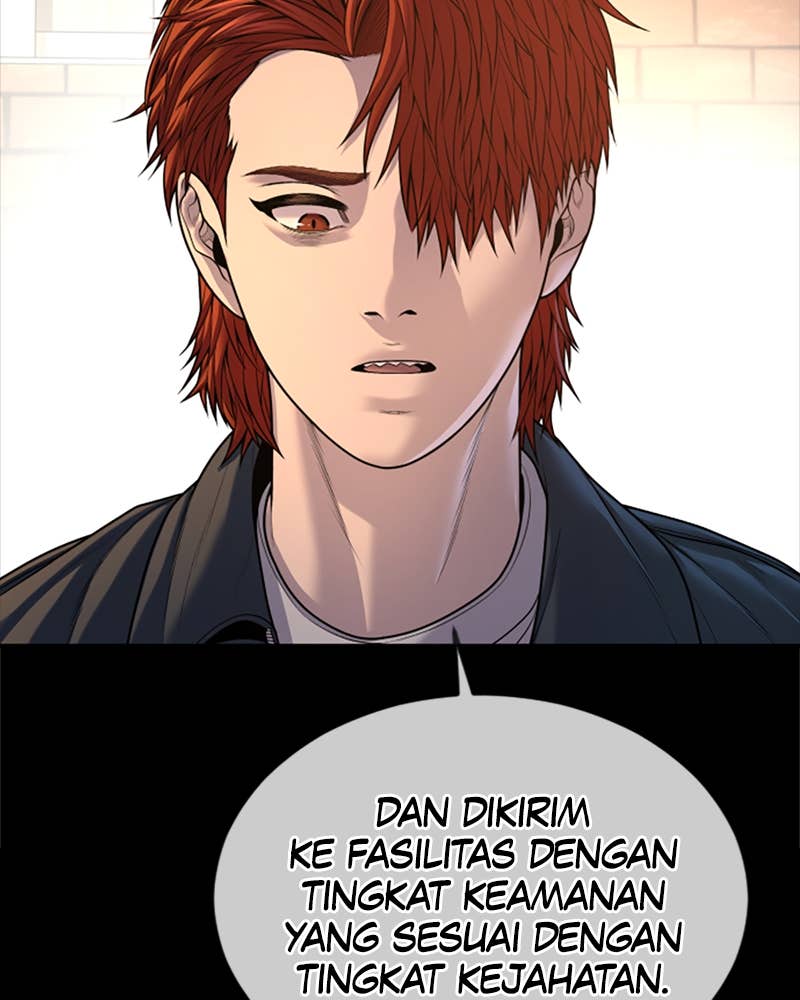 DAN DIKIRIM
KE FASILITAS DENGAN
TINGKAT KEAMANAN
YANG SESUAI DENGAN
TINGKAT KEJAHATAN.